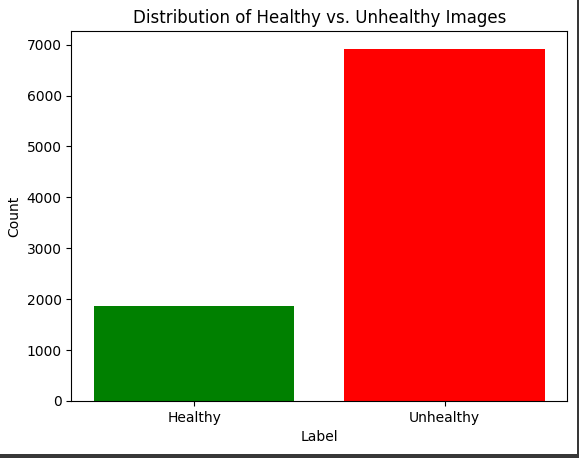 Distribution of Healthy vs. Unhealthy Images
7000
6000
5000
4000
3000
2000
1000
0
Count
Healthy
Unhealthy
Label